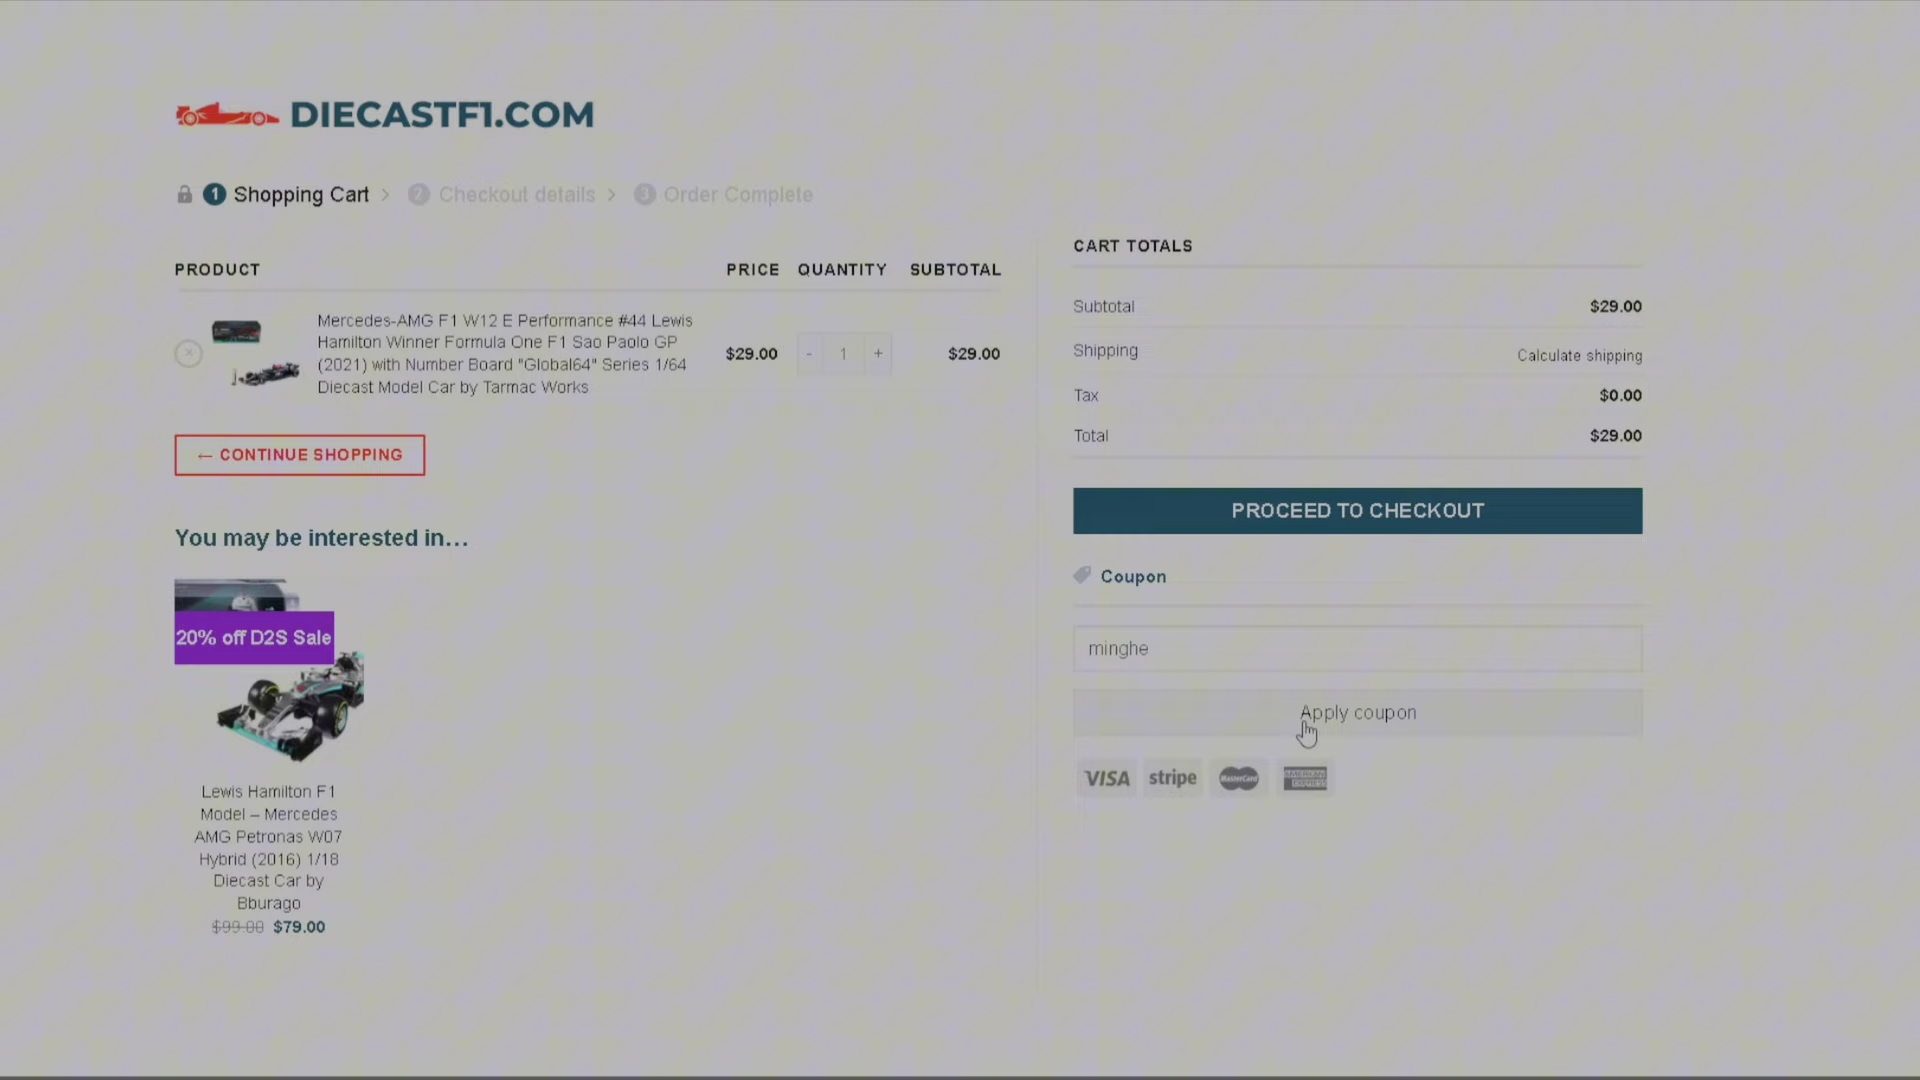 DIECASTF1.COM
1 Shopping Cart > 2 Checkout details > 3 Order Complete
PRODUCT PRICE QUANTITY SUBTOTAL
Mercedes-AMG F1 W12 E Performance #44 Lewis
Hamilton Winner Formula One F1 Sao Paolo GP
(2021) with Number Board "Global64" Series 1/64
Diecast Model Car by Tarmac Works
$29.00 - 1 + $29.00
← CONTINUE SHOPPING
You may be interested in...
20% off D2S Sale
Lewis Hamilton F1
Model – Mercedes
AMG Petronas W07
Hybrid (2016) 1/18
Diecast Car by
Bburago
$99.00 $79.00
CART TOTALS
Subtotal $29.00
Shipping Calculate shipping
Tax $0.00
Total $29.00
PROCEED TO CHECKOUT
Coupon
minghe
Apply coupon
VISA stripe MasterCard AMERICAN EXPRESS